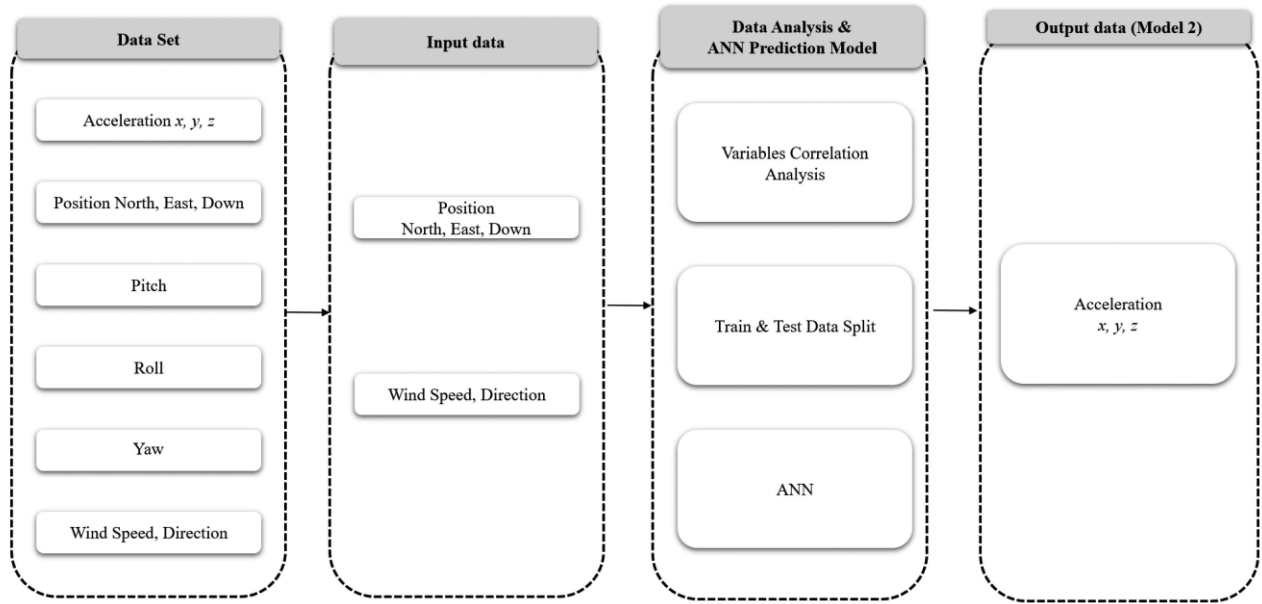 Data Set
Acceleration x, y, z
Position North, East, Down
Pitch
Roll
Yaw
Wind Speed, Direction
Input data
Position
North, East, Down
Wind Speed, Direction
Data Analysis &
ANN Prediction Model
Variables Correlation
Analysis
Train & Test Data Split
ANN
Output data (Model 2)
Acceleration
x, y, z